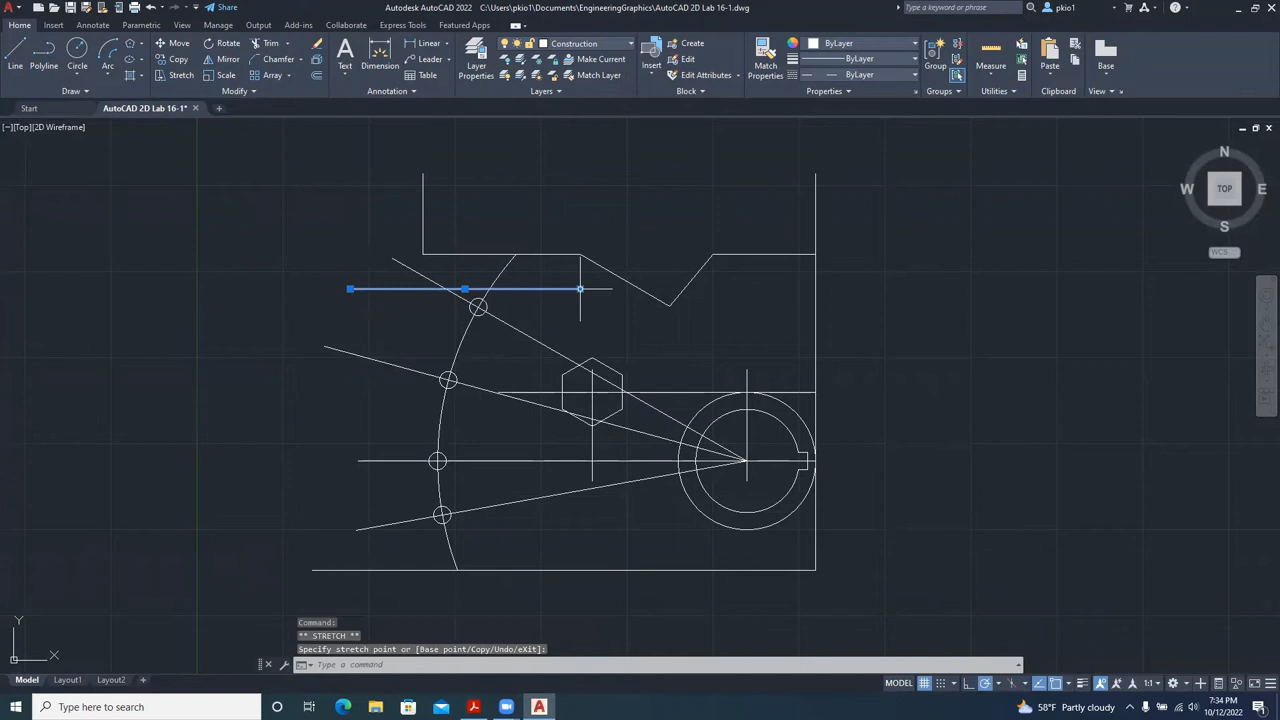 Share
Autodesk AutoCAD 2022
C:\users\pkio1\Documents\EngineeringGraphics\AutoCAD 2D Lab 16-1*.dwg
Type a keyword or phrase
pkio1
Home
Insert
Annotate
Parametric
View
Manage
Output
Add-ins
Collaborate
Express Tools
Featured Apps
Line
Polyline
Circle
Arc
Move
Rotate
Trim
Copy
Mirror
Chamfer
Stretch
Scale
Array
Text
Dimension
Linear
Leader
Table
Layer
Properties
Construction
Make Current
Match Layer
Insert
Create
Edit
Edit Attributes
Match
Properties
ByLayer
ByLayer
ByLayer
Group
Measure
Paste
Base
Draw
Modify
Annotation
Layers
Block
Properties
Groups
Utilities
Clipboard
View
Start
AutoCAD 2D Lab 16-1*
[−][Top][2D Wireframe]
N
W
TOP
E
S
WCS
Y
X
Command:
** STRETCH **
Specify stretch point or [Base point/Copy/Undo/eXit]:
Type a command
Model
Layout1
Layout2
MODEL
1:1
Type here to search
58°F Partly cloudy
7:34 PM
10/12/2022